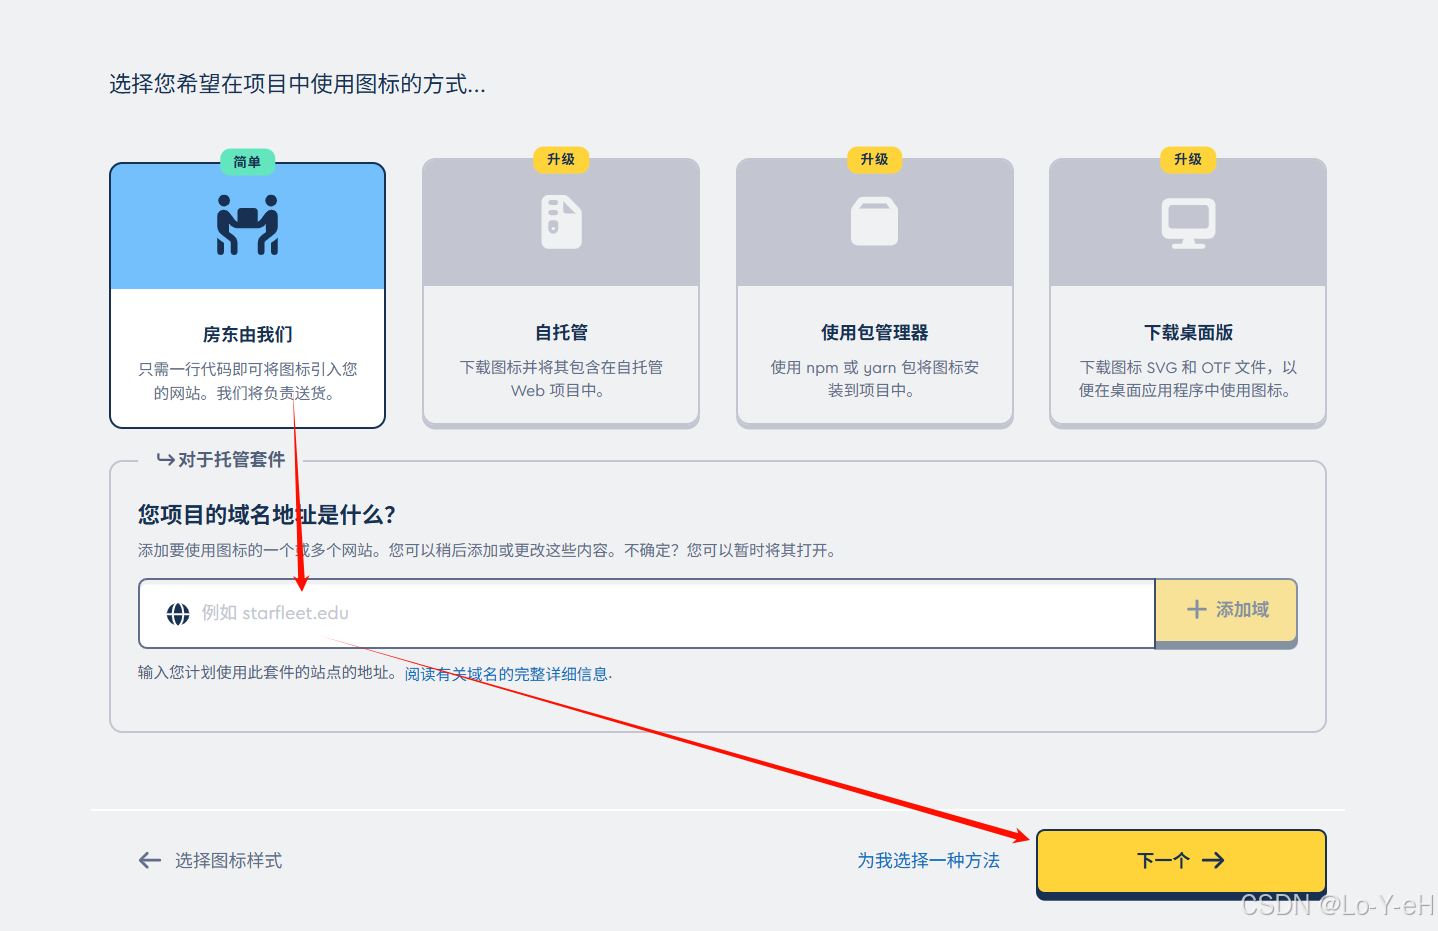 选择您希望在项目中使用图标的方式...
简单
升级
升级
升级
房东由我们
只需一行代码即可将图标引入您
的网站。我们将负责送货。
自托管
下载图标并将其包含在自托管
Web 项目中。
使用包管理器
使用 npm 或 yarn 包将图标安
装到项目中。
下载桌面版
下载图标 SVG 和 OTF 文件，以
便在桌面应用程序中使用图标。
对于托管套件
您项目的域名地址是什么？
添加要使用图标的一个或多个网站。您可以稍后添加或更改这些内容。不确定？您可以暂时将其打开。
例如 starfleet.edu
添加域
输入您计划使用此套件的站点的地址。阅读有关域名的完整详细信息.
选择图标样式
为我选择一种方法
下一个
CSDN @Lo-Y-eH